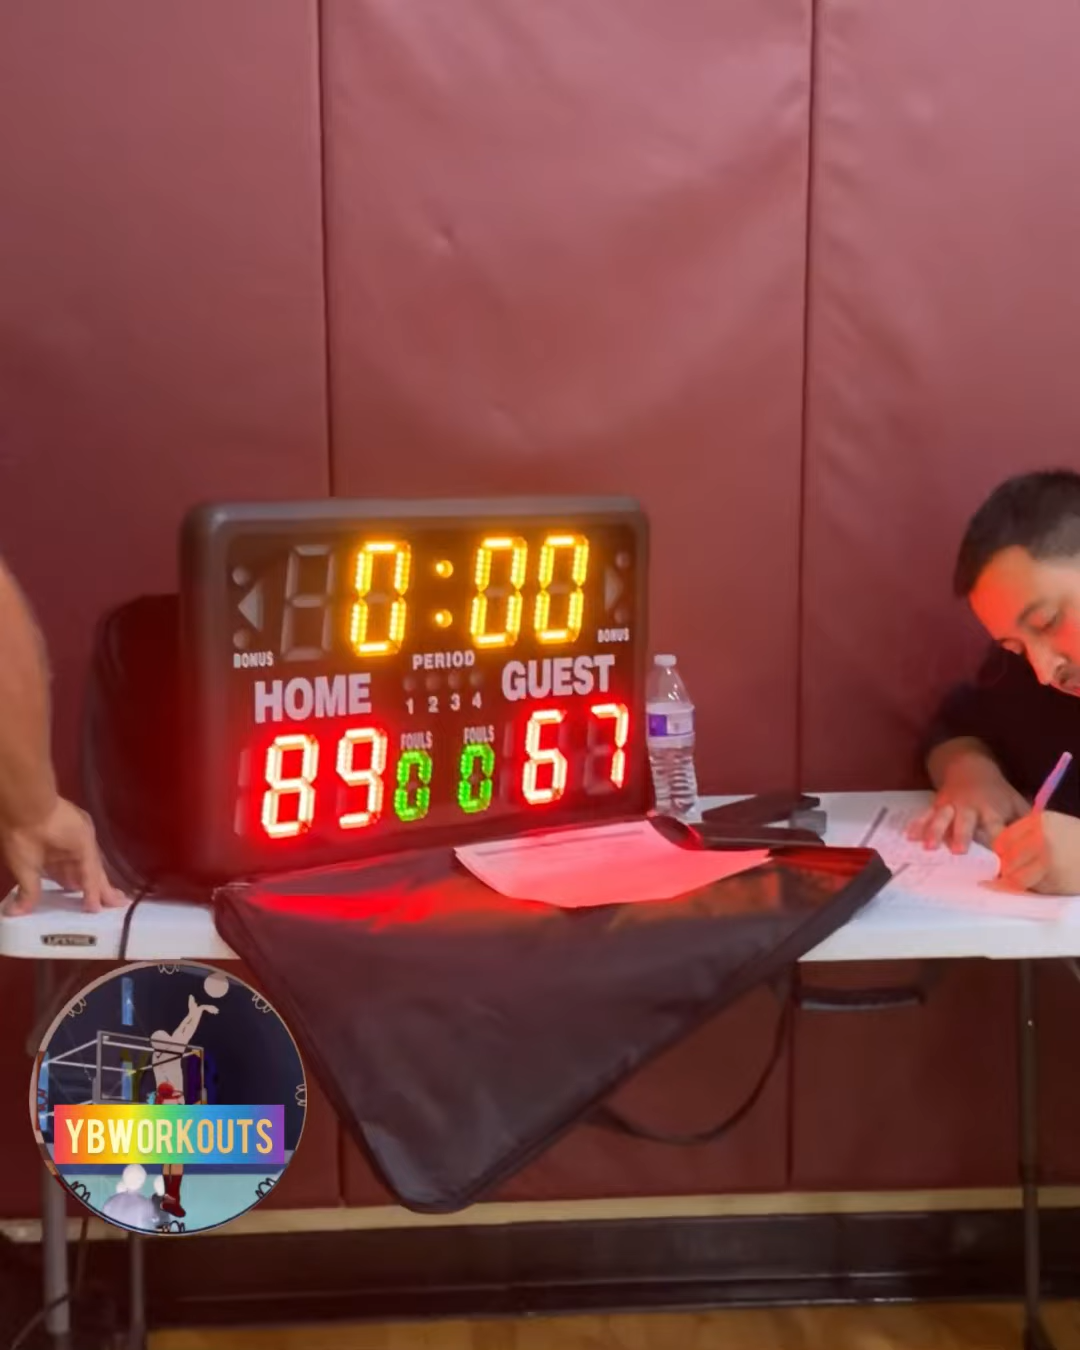 0:00
BONUS
BONUS
PERIOD
HOME
GUEST
1 2 3 4
FOULS
FOULS
89
0
0
67
LIFETIME
YBWORKOUTS